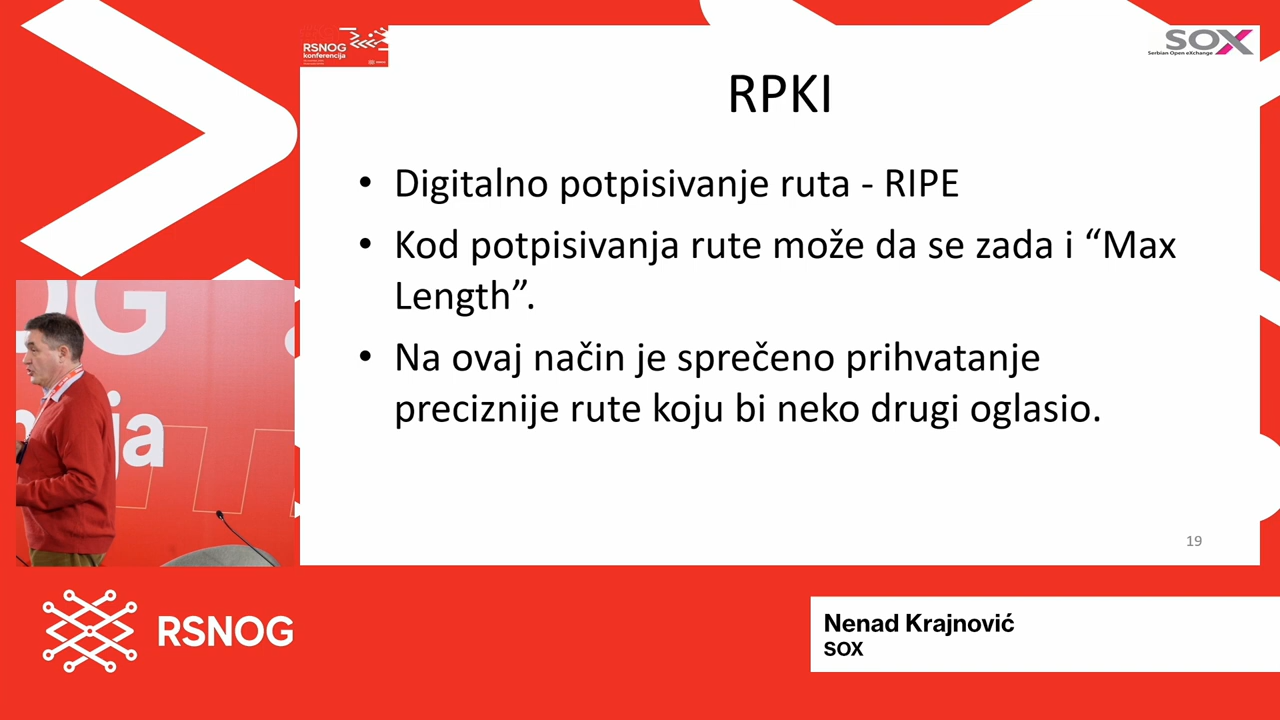 RSNOG
konferencija
SOX
Serbian Open eXchange
RPKI
• Digitalno potpisivanje ruta - RIPE
• Kod potpisivanja rute može da se zada i “Max
Length”.
• Na ovaj način je sprečeno prihvatanje
preciznije rute koju bi neko drugi oglasio.
19
OG
ja
RSNOG
Nenad Krajnović
SOX